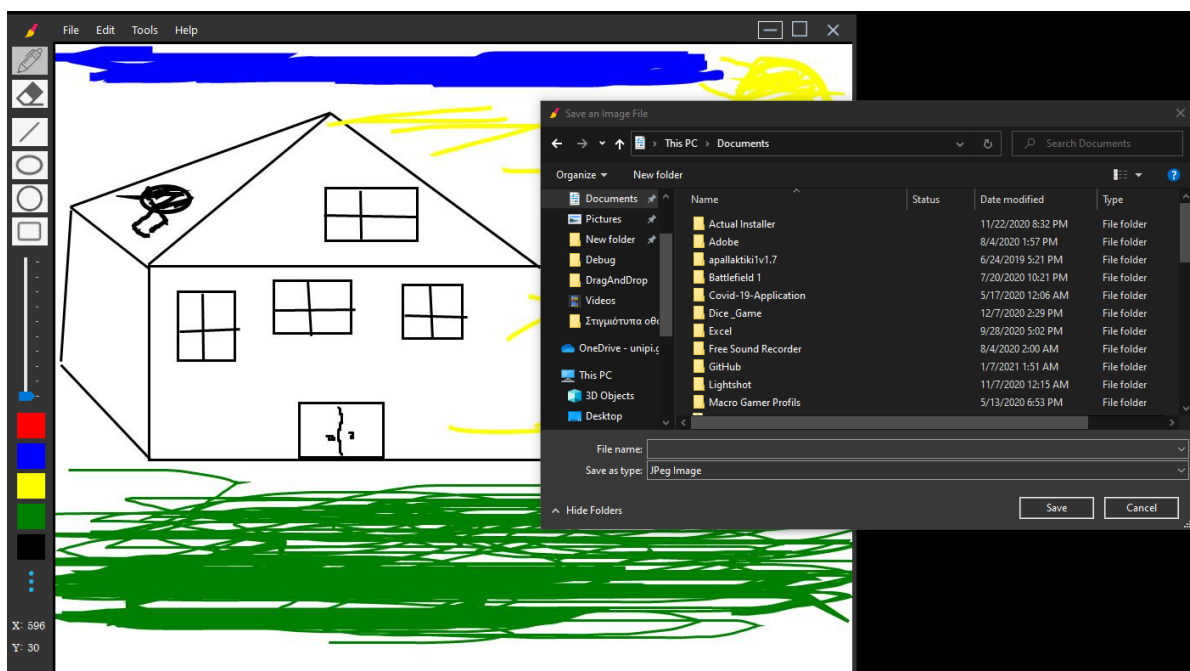 File Edit Tools Help
Save an Image File
This PC > Documents
Search Documents
Organize New folder
Documents
Pictures
New folder
Debug
DragAndDrop
Videos
Στιγμιότυπα οθο
OneDrive - unipi.g
This PC
3D Objects
Desktop
Name Status Date modified Type
Actual Installer 11/22/2020 8:32 PM File folder
Adobe 8/4/2020 1:57 PM File folder
apallaktiki1v1.7 6/24/2019 5:21 PM File folder
Battlefield 1 7/20/2020 10:21 PM File folder
Covid-19-Application 5/17/2020 12:06 AM File folder
Dice _Game 12/7/2020 2:29 PM File folder
Excel 9/28/2020 5:02 PM File folder
Free Sound Recorder 8/4/2020 2:00 AM File folder
GitHub 1/7/2021 1:51 AM File folder
Lightshot 11/7/2020 12:15 AM File folder
Macro Gamer Profils 5/13/2020 6:53 PM File folder
File name:
Save as type: JPeg Image
Hide Folders
Save Cancel
X: 596
Y: 30